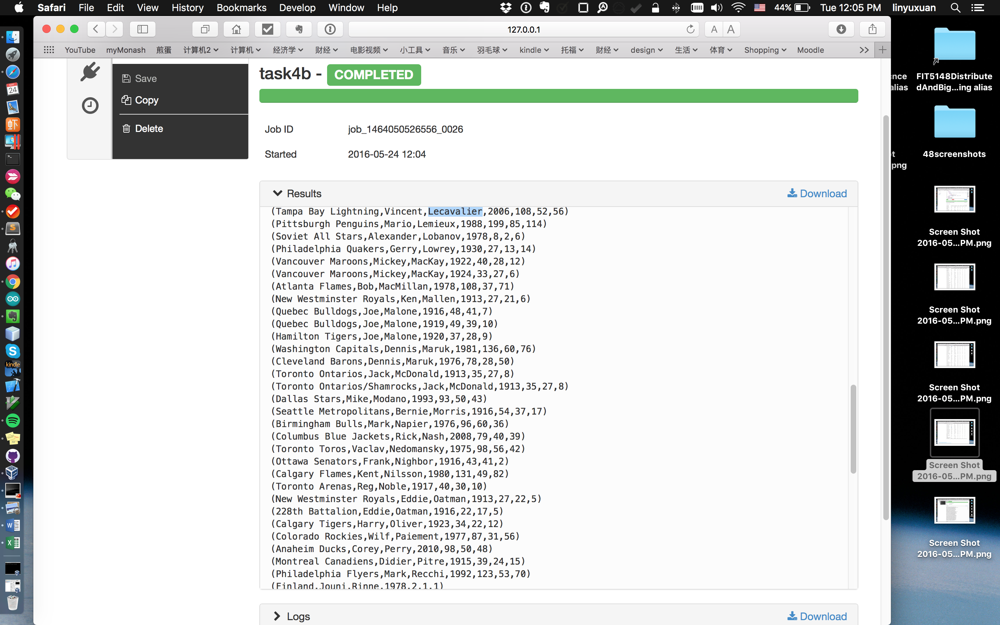 Safari File Edit View History Bookmarks Develop Window Help 44% Tue 12:05 PM linyuxuan
127.0.0.1
A A
YouTube myMonash 煎蛋 计算机2 计算机 经济学 财经 电影视频 小工具 音乐 羽毛球 kindle 托福 财经 design 生活 体育 Shopping Moodle
Save
Copy
Delete
task4b - COMPLETED
Job ID job_1464050526556_0026
Started 2016-05-24 12:04
Results Download
(Tampa Bay Lightning,Vincent,Lecavalier,2006,108,52,56)
(Pittsburgh Penguins,Mario,Lemieux,1988,199,85,114)
(Soviet All Stars,Alexander,Lobanov,1978,8,2,6)
(Philadelphia Quakers,Gerry,Lowrey,1930,27,13,14)
(Vancouver Maroons,Mickey,MacKay,1922,40,28,12)
(Vancouver Maroons,Mickey,MacKay,1924,33,27,6)
(Atlanta Flames,Bob,MacMillan,1978,108,37,71)
(New Westminster Royals,Ken,Mallen,1913,27,21,6)
(Quebec Bulldogs,Joe,Malone,1916,48,41,7)
(Quebec Bulldogs,Joe,Malone,1919,49,39,10)
(Hamilton Tigers,Joe,Malone,1920,37,28,9)
(Washington Capitals,Dennis,Maruk,1981,136,60,76)
(Cleveland Barons,Dennis,Maruk,1976,78,28,50)
(Toronto Ontarios,Jack,McDonald,1913,35,27,8)
(Toronto Ontarios/Shamrocks,Jack,McDonald,1913,35,27,8)
(Dallas Stars,Mike,Modano,1993,93,50,43)
(Seattle Metropolitans,Bernie,Morris,1916,54,37,17)
(Birmingham Bulls,Mark,Napier,1976,96,60,36)
(Columbus Blue Jackets,Rick,Nash,2008,79,40,39)
(Toronto Toros,Vaclav,Nedomansky,1975,98,56,42)
(Ottawa Senators,Frank,Nighbor,1916,43,41,2)
(Calgary Flames,Kent,Nilsson,1980,131,49,82)
(Toronto Arenas,Reg,Noble,1917,40,30,10)
(New Westminster Royals,Eddie,Oatman,1913,27,22,5)
(228th Battalion,Eddie,Oatman,1916,22,17,5)
(Calgary Tigers,Harry,Oliver,1923,34,22,12)
(Colorado Rockies,Wilf,Paiement,1977,87,31,56)
(Anaheim Ducks,Corey,Perry,2010,98,50,48)
(Montreal Canadiens,Didier,Pitre,1915,39,24,15)
(Philadelphia Flyers,Mark,Recchi,1992,123,53,70)
(Finland,Jouni,Rinne,1978,2,1,1)
Logs Download
MAY
24
虾
kindle
nce
alias
FIT5148Distribute
dAndBig...ing alias
t
png
48screenshots
Screen Shot
2016-05...PM.png
Screen Shot
2016-05...PM.png
Screen Shot
2016-05...PM.png
Screen Shot
2016-05...PM.png
Screen Shot
2016-05...PM.png